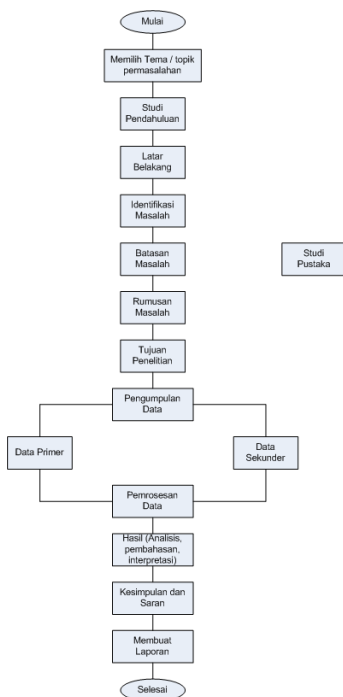 Mulai
Memilih Tema / topik
permasalahan
Studi
Pendahuluan
Latar
Belakang
Identifikasi
Masalah
Batasan
Masalah
Studi
Pustaka
Rumusan
Masalah
Tujuan
Penelitian
Pengumpulan
Data
Data Primer
Data
Sekunder
Pemrosesan
Data
Hasil (Analisis,
pembahasan,
interpretasi)
Kesimpulan dan
Saran
Membuat
Laporan
Selesai